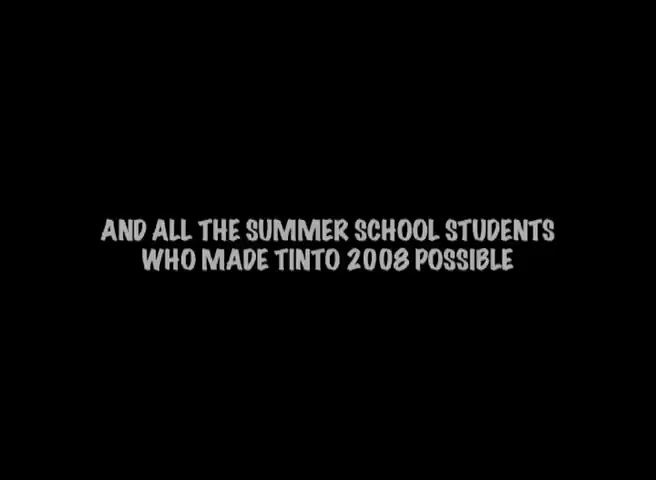 AND ALL THE SUMMER SCHOOL STUDENTS
WHO MADE TINTO 2008 POSSIBLE